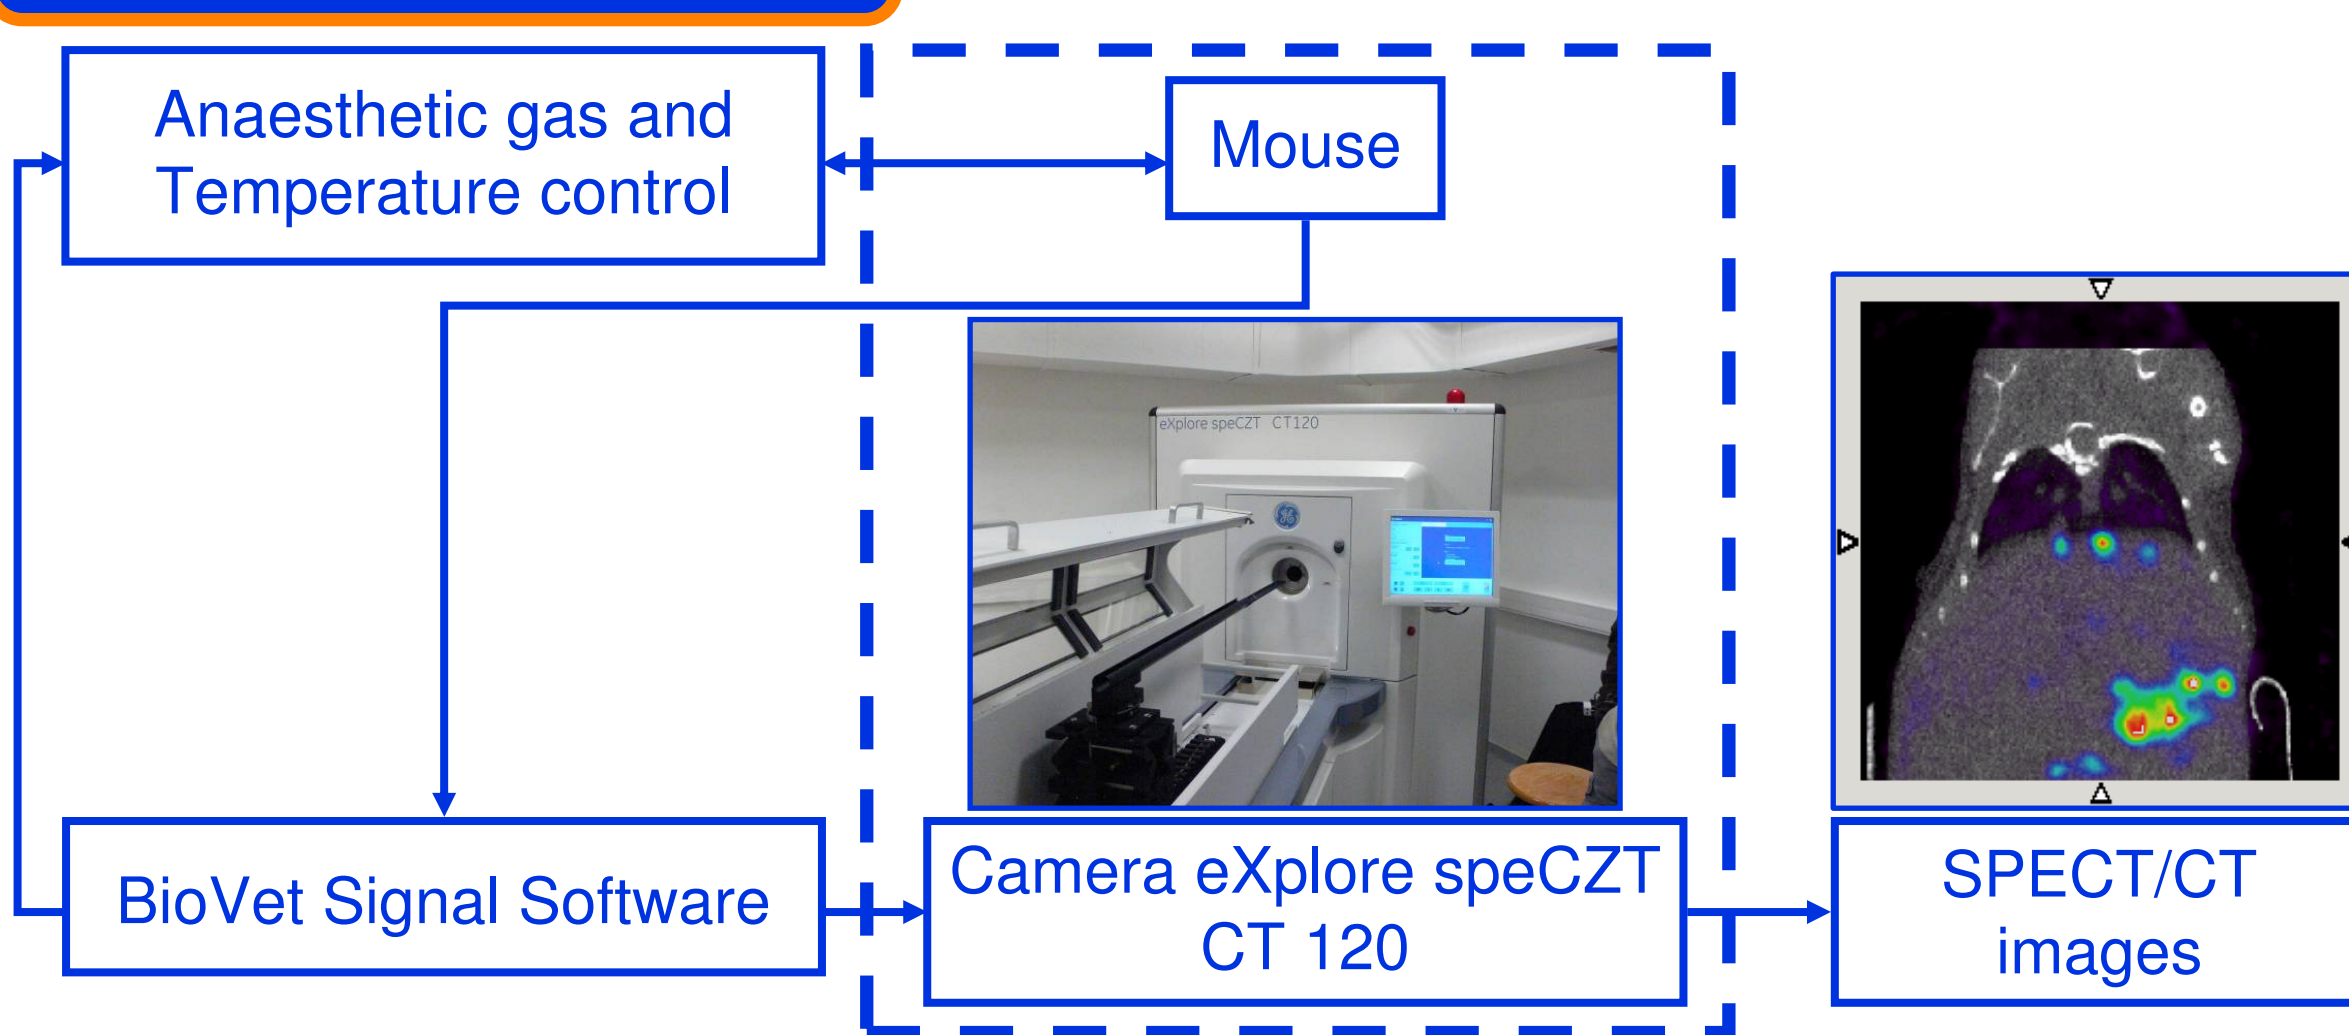 Anaesthetic gas and
Temperature control
Mouse
eXplore speCZT CT120
BioVet Signal Software
Camera eXplore speCZT
CT 120
SPECT/CT
images